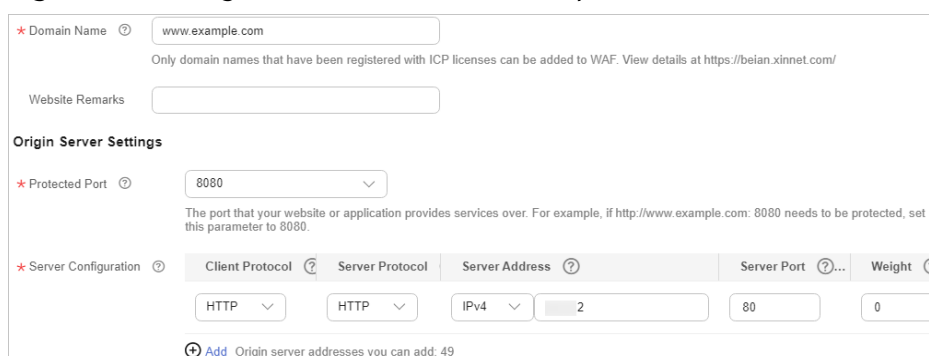 * Domain Name ? www.example.com
Only domain names that have been registered with ICP licenses can be added to WAF. View details at https://beian.xinnet.com/
Website Remarks
Origin Server Settings
* Protected Port ? 8080
The port that your website or application provides services over. For example, if http://www.example.com: 8080 needs to be protected, set
this parameter to 8080.
* Server Configuration ? Client Protocol ? Server Protocol Server Address ? Server Port ?... Weight
HTTP HTTP IPv4 2 80 0
Add Origin server addresses you can add: 49